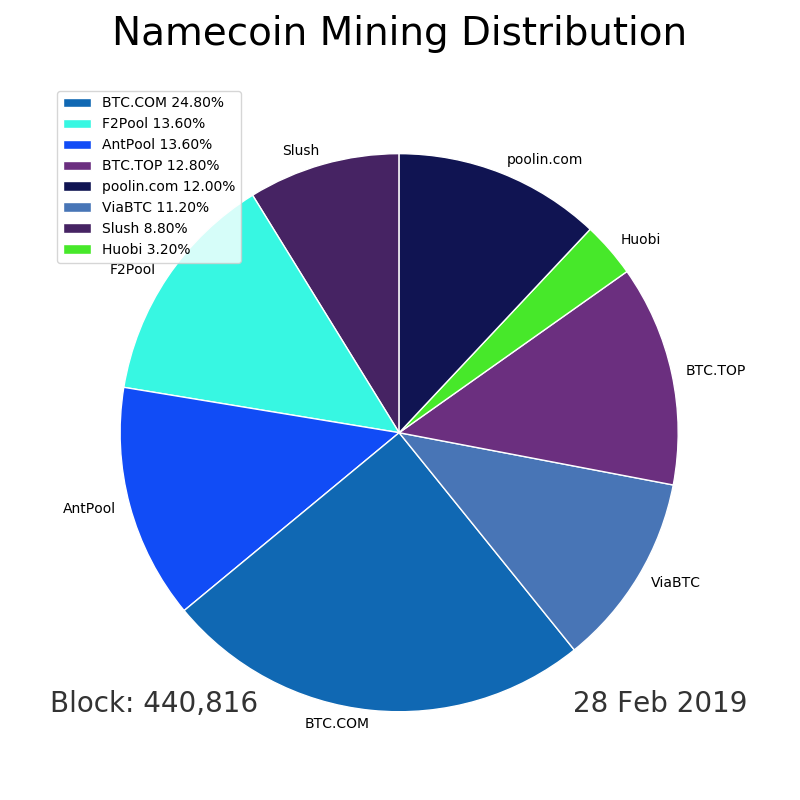 Namecoin Mining Distribution
BTC.COM 24.80%
F2Pool 13.60%
AntPool 13.60%
BTC.TOP 12.80%
poolin.com 12.00%
ViaBTC 11.20%
Slush 8.80%
Huobi 3.20%
Slush
poolin.com
Huobi
F2Pool
BTC.TOP
AntPool
ViaBTC
BTC.COM
Block: 440,816
28 Feb 2019